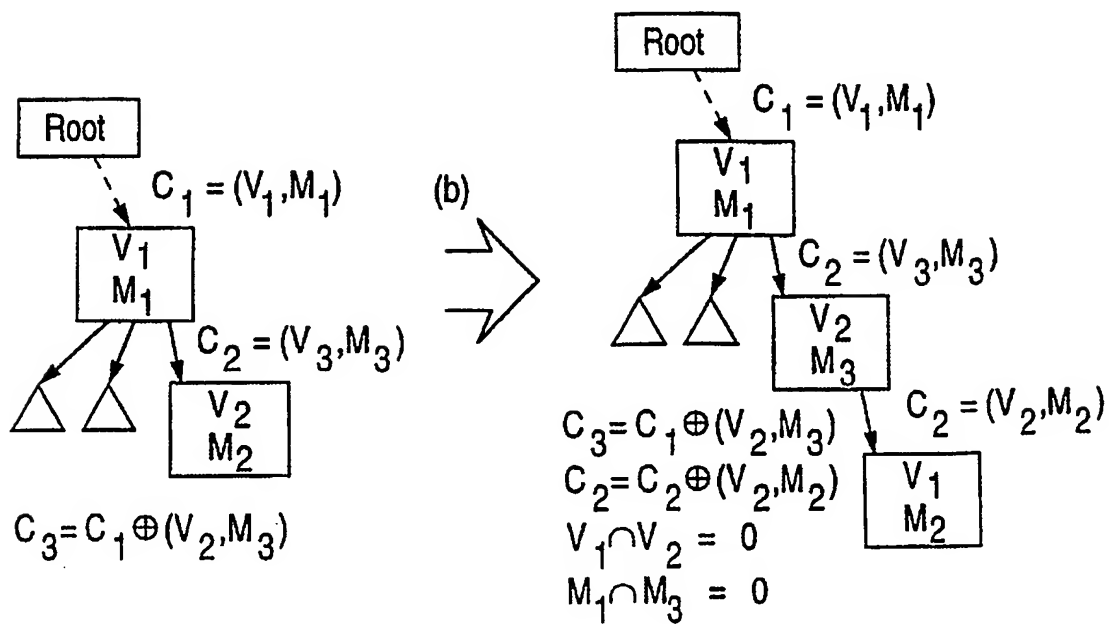 Root
C₁ = (V₁,M₁)
V₁
M₁
C₂ = (V₃,M₃)
V₂
M₂
C₃=C₁⊕(V₂,M₃)
(b)
Root
C₁ = (V₁,M₁)
V₁
M₁
C₂ = (V₃,M₃)
V₂
M₃
C₂ = (V₂,M₂)
V₁
M₂
C₃=C₁⊕(V₂,M₃)
C₂=C₂⊕(V₂,M₂)
V₁∩V₂ = 0
M₁∩M₃ = 0